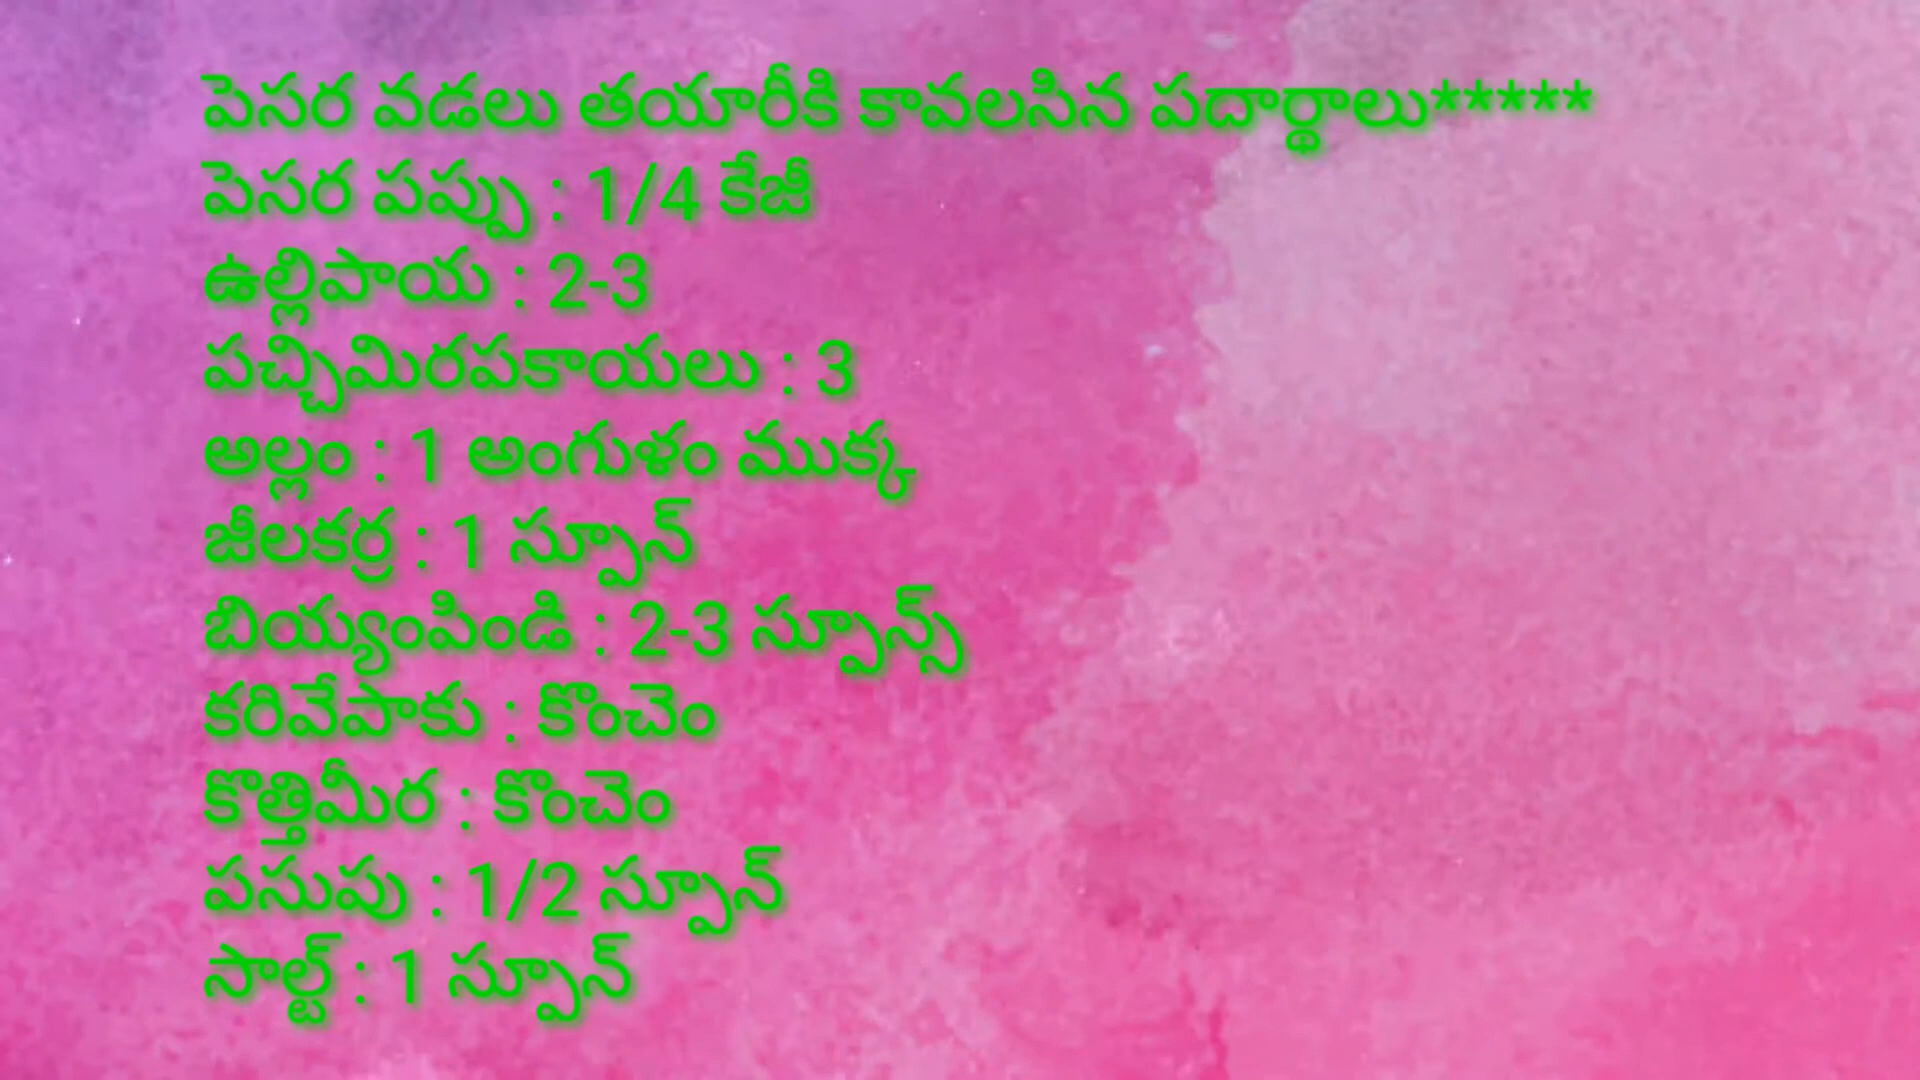 పెసర వడలు తయారీకి కావలసిన పదార్థాలు*****
పెసర పప్పు : 1/4 కేజీ
ఉల్లిపాయ : 2-3
పచ్చిమిరపకాయలు : 3
అల్లం : 1 అంగుళం ముక్క
జీలకర్ర : 1 స్పూన్
బియ్యంపిండి : 2-3 స్పూన్స్
కరివేపాకు : కొంచెం
కొత్తిమీర : కొంచెం
పసుపు : 1/2 స్పూన్
సాల్ట్ : 1 స్పూన్